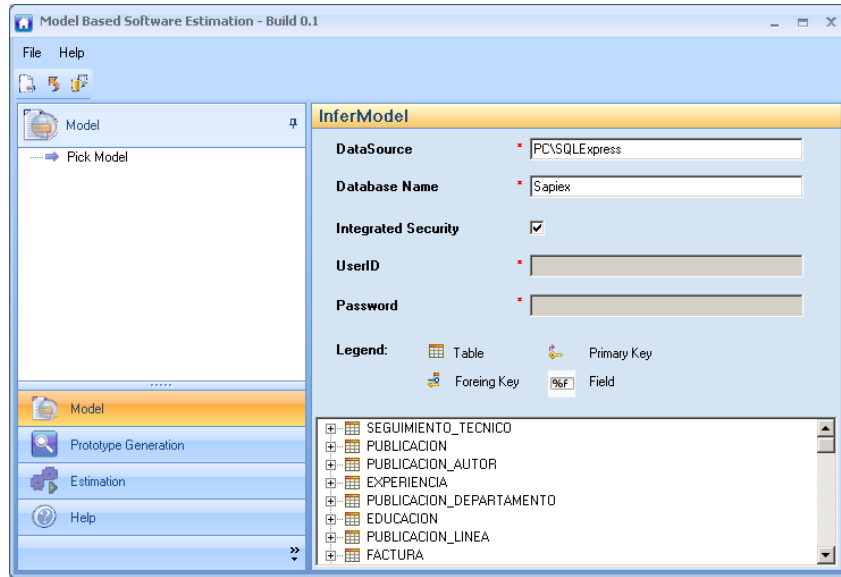 Model Based Software Estimation - Build 0.1
File Help
Model
InferModel
Pick Model
DataSource * PC\SQLExpress
Database Name * Sapiex
Integrated Security
UserID *
Password *
Legend: Table Primary Key
Foreing Key %F Field
Model
Prototype Generation
Estimation
Help
SEGUIMIENTO_TECNICO
PUBLICACION
PUBLICACION_AUTOR
EXPERIENCIA
PUBLICACION_DEPARTAMENTO
EDUCACION
PUBLICACION_LINEA
FACTURA